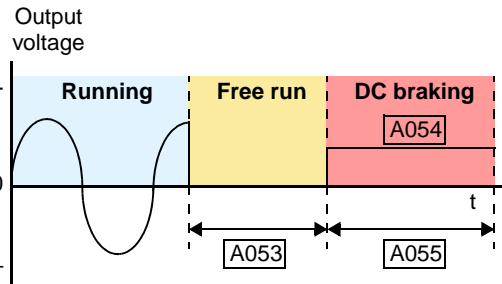 Output
voltage
Running Free run DC braking
A054
0
t
A053 A055